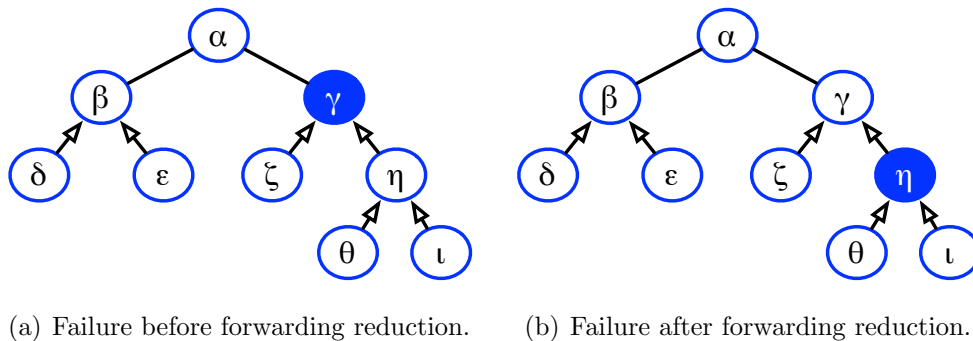 α α
β γ β γ
δ ε ζ η δ ε ζ η
θ ι θ ι
(a) Failure before forwarding reduction. (b) Failure after forwarding reduction.